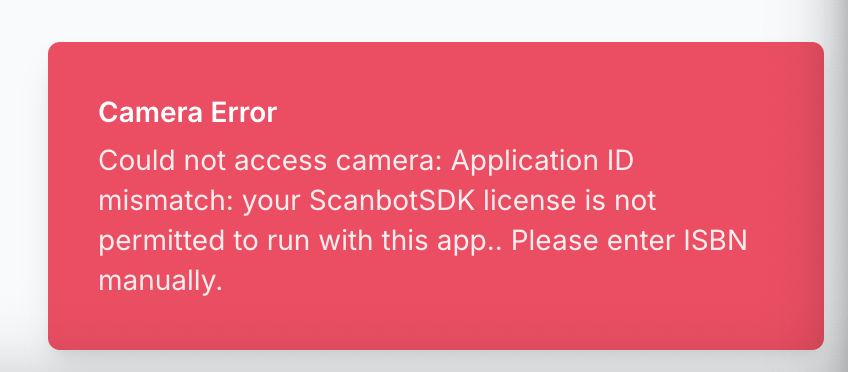 Camera Error
Could not access camera: Application ID
mismatch: your ScanbotSDK license is not
permitted to run with this app.. Please enter ISBN
manually.